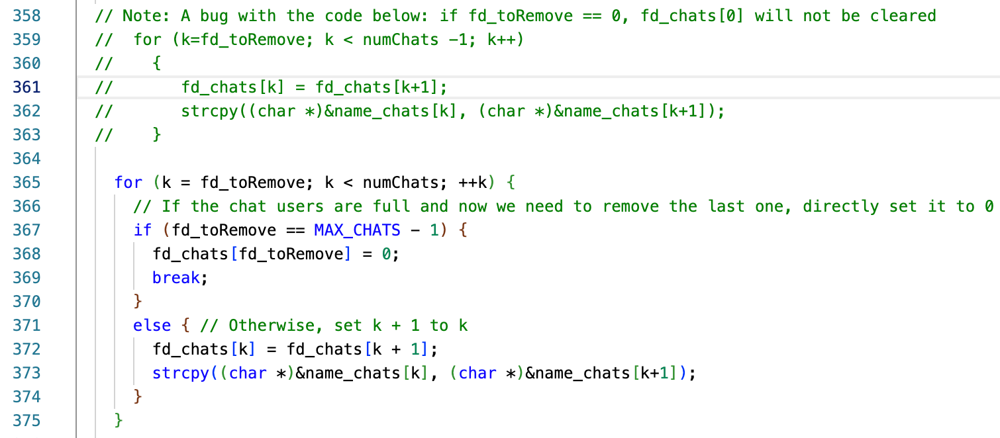 358 // Note: A bug with the code below: if fd_toRemove == 0, fd_chats[0] will not be cleared
359 // for (k=fd_toRemove; k < numChats -1; k++)
360 // {
361 // fd_chats[k] = fd_chats[k+1];
362 // strcpy((char *)&name_chats[k], (char *)&name_chats[k+1]);
363 // }
364
365 for (k = fd_toRemove; k < numChats; ++k) {
366 // If the chat users are full and now we need to remove the last one, directly set it to 0
367 if (fd_toRemove == MAX_CHATS - 1) {
368 fd_chats[fd_toRemove] = 0;
369 break;
370 }
371 else { // Otherwise, set k + 1 to k
372 fd_chats[k] = fd_chats[k + 1];
373 strcpy((char *)&name_chats[k], (char *)&name_chats[k+1]);
374 }
375 }